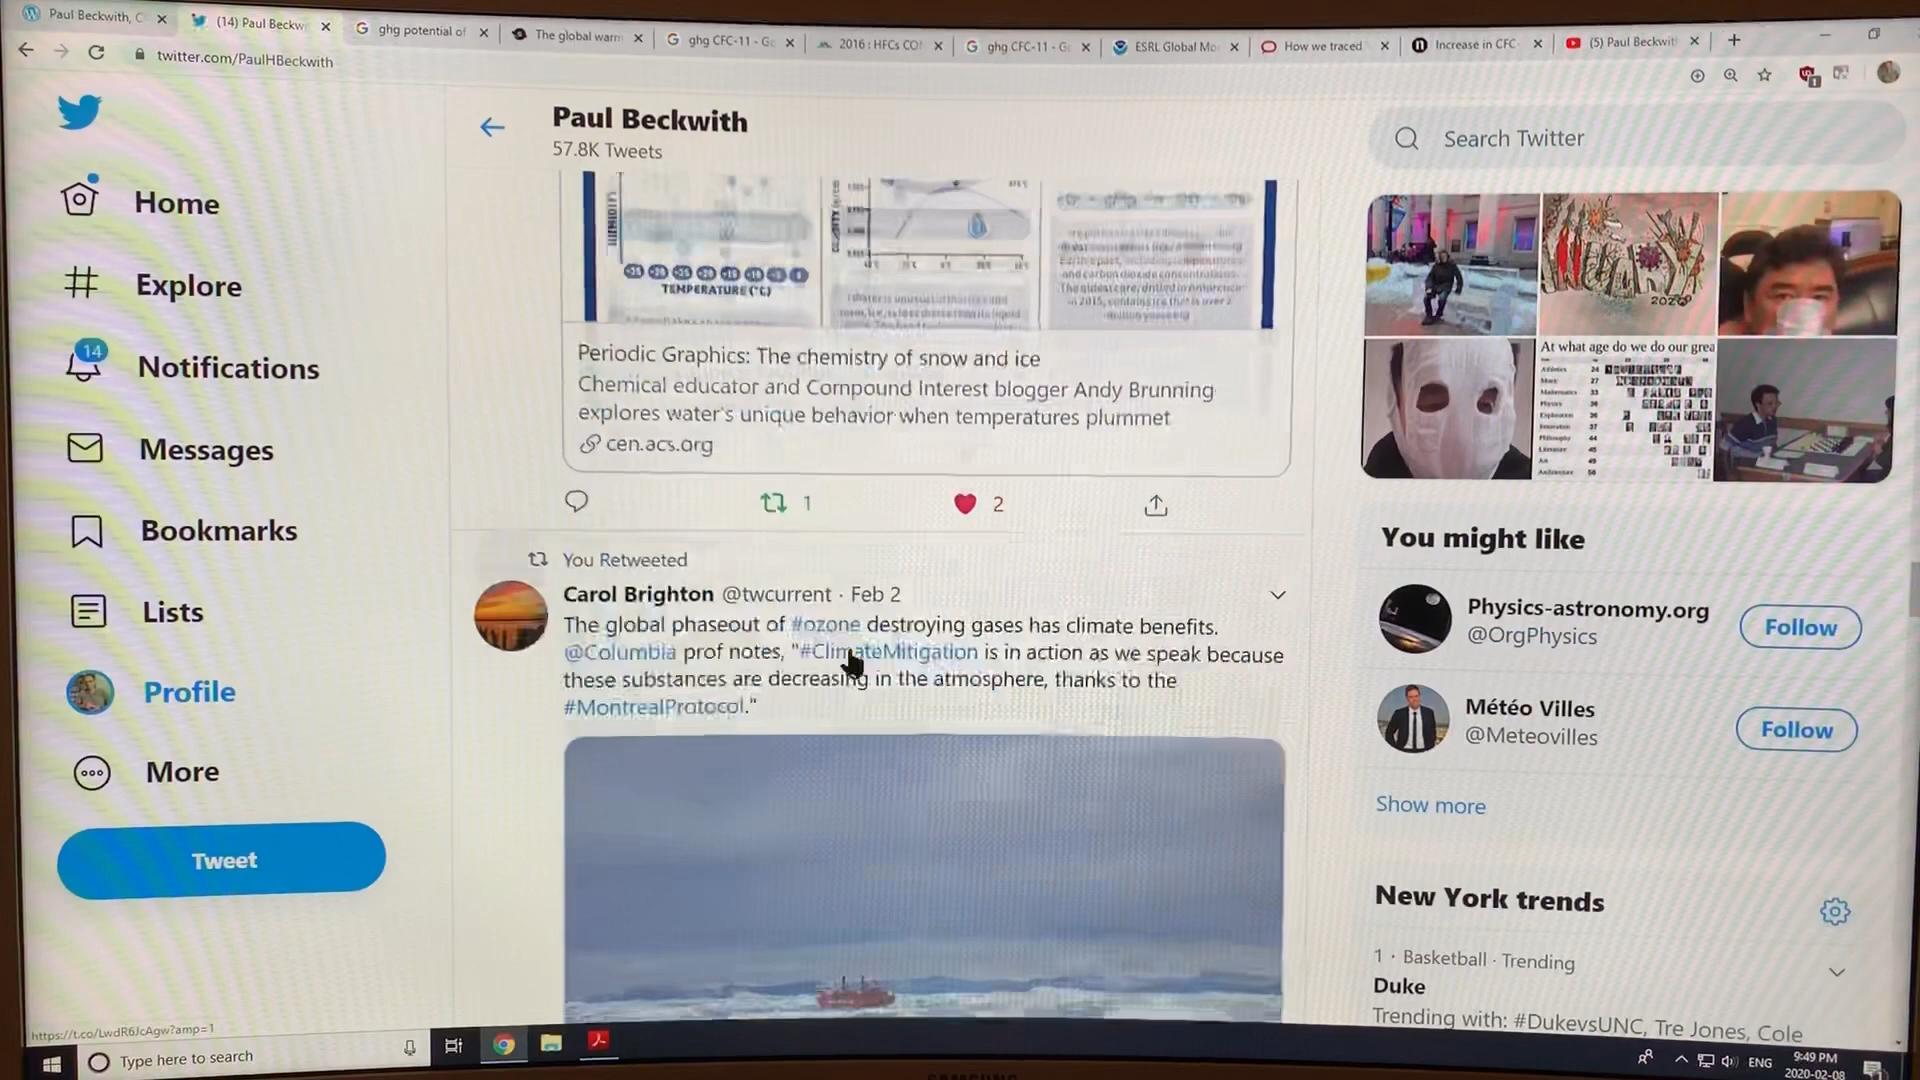 Paul Beckwith, C
(14) Paul Beckw
ghg potential of
The global warm
ghg CFC-11 - Go
2016 : HFCs CO
ghg CFC-11 - G
ESRL Global Mo
How we traced
Increase in CFC
(5) Paul Beckwit
twitter.com/PaulHBeckwith
Home
Explore
14
Notifications
Messages
Bookmarks
Lists
Profile
More
Tweet
Paul Beckwith
57.8K Tweets
TEMPERATURE (°C)
and carbon dioxide concentrations.
Periodic Graphics: The chemistry of snow and ice
Chemical educator and Compound Interest blogger Andy Brunning
explores water's unique behavior when temperatures plummet
cen.acs.org
1
2
You Retweeted
Carol Brighton @twcurrent · Feb 2
The global phaseout of #ozone destroying gases has climate benefits.
@Columbia prof notes, "#ClimateMitigation is in action as we speak because
these substances are decreasing in the atmosphere, thanks to the
#MontrealProtocol."
Search Twitter
2020
At what age do we do our grea
You might like
Physics-astronomy.org
@OrgPhysics
Follow
Météo Villes
@Meteovilles
Follow
Show more
New York trends
1 · Basketball · Trending
Duke
Trending with: #DukevsUNC, Tre Jones, Cole
https://t.co/LwdR6JcAgw?amp=1
Type here to search
ENG
9:49 PM
2020-02-08
SAMSUNG